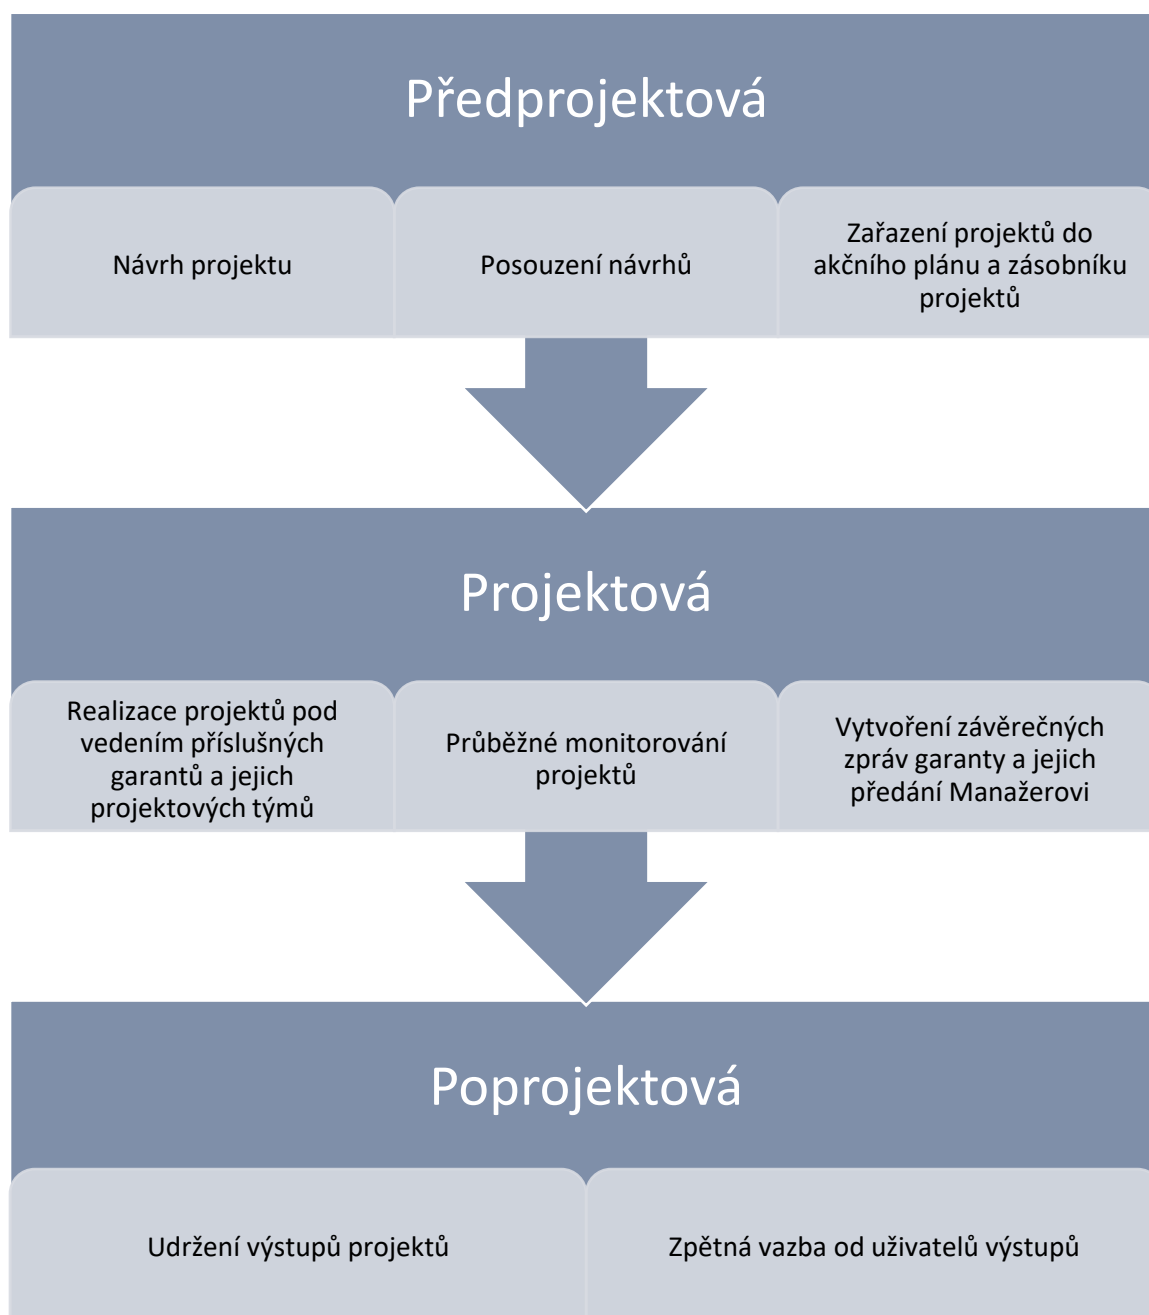 Předprojektová
Návrh projektu
Posouzení návrhů
Zařazení projektů do
akčního plánu a zásobníku
projektů
Projektová
Realizace projektů pod
vedením příslušných
garantů a jejich
projektových týmů
Průběžné monitorování
projektů
Vytvoření závěrečných
zpráv garanty a jejich
předání Manažerovi
Poprojektová
Udržení výstupů projektů
Zpětná vazba od uživatelů výstupů